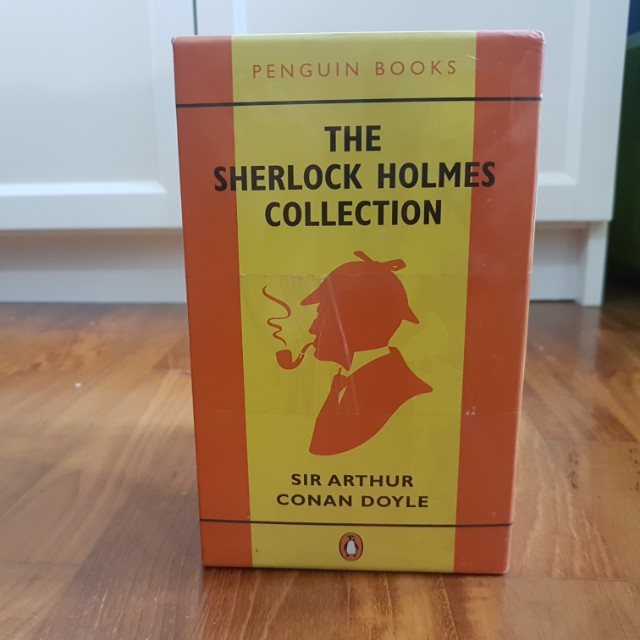 PENGUIN BOOKS
THE
SHERLOCK HOLMES
COLLECTION
SIR ARTHUR
CONAN DOYLE